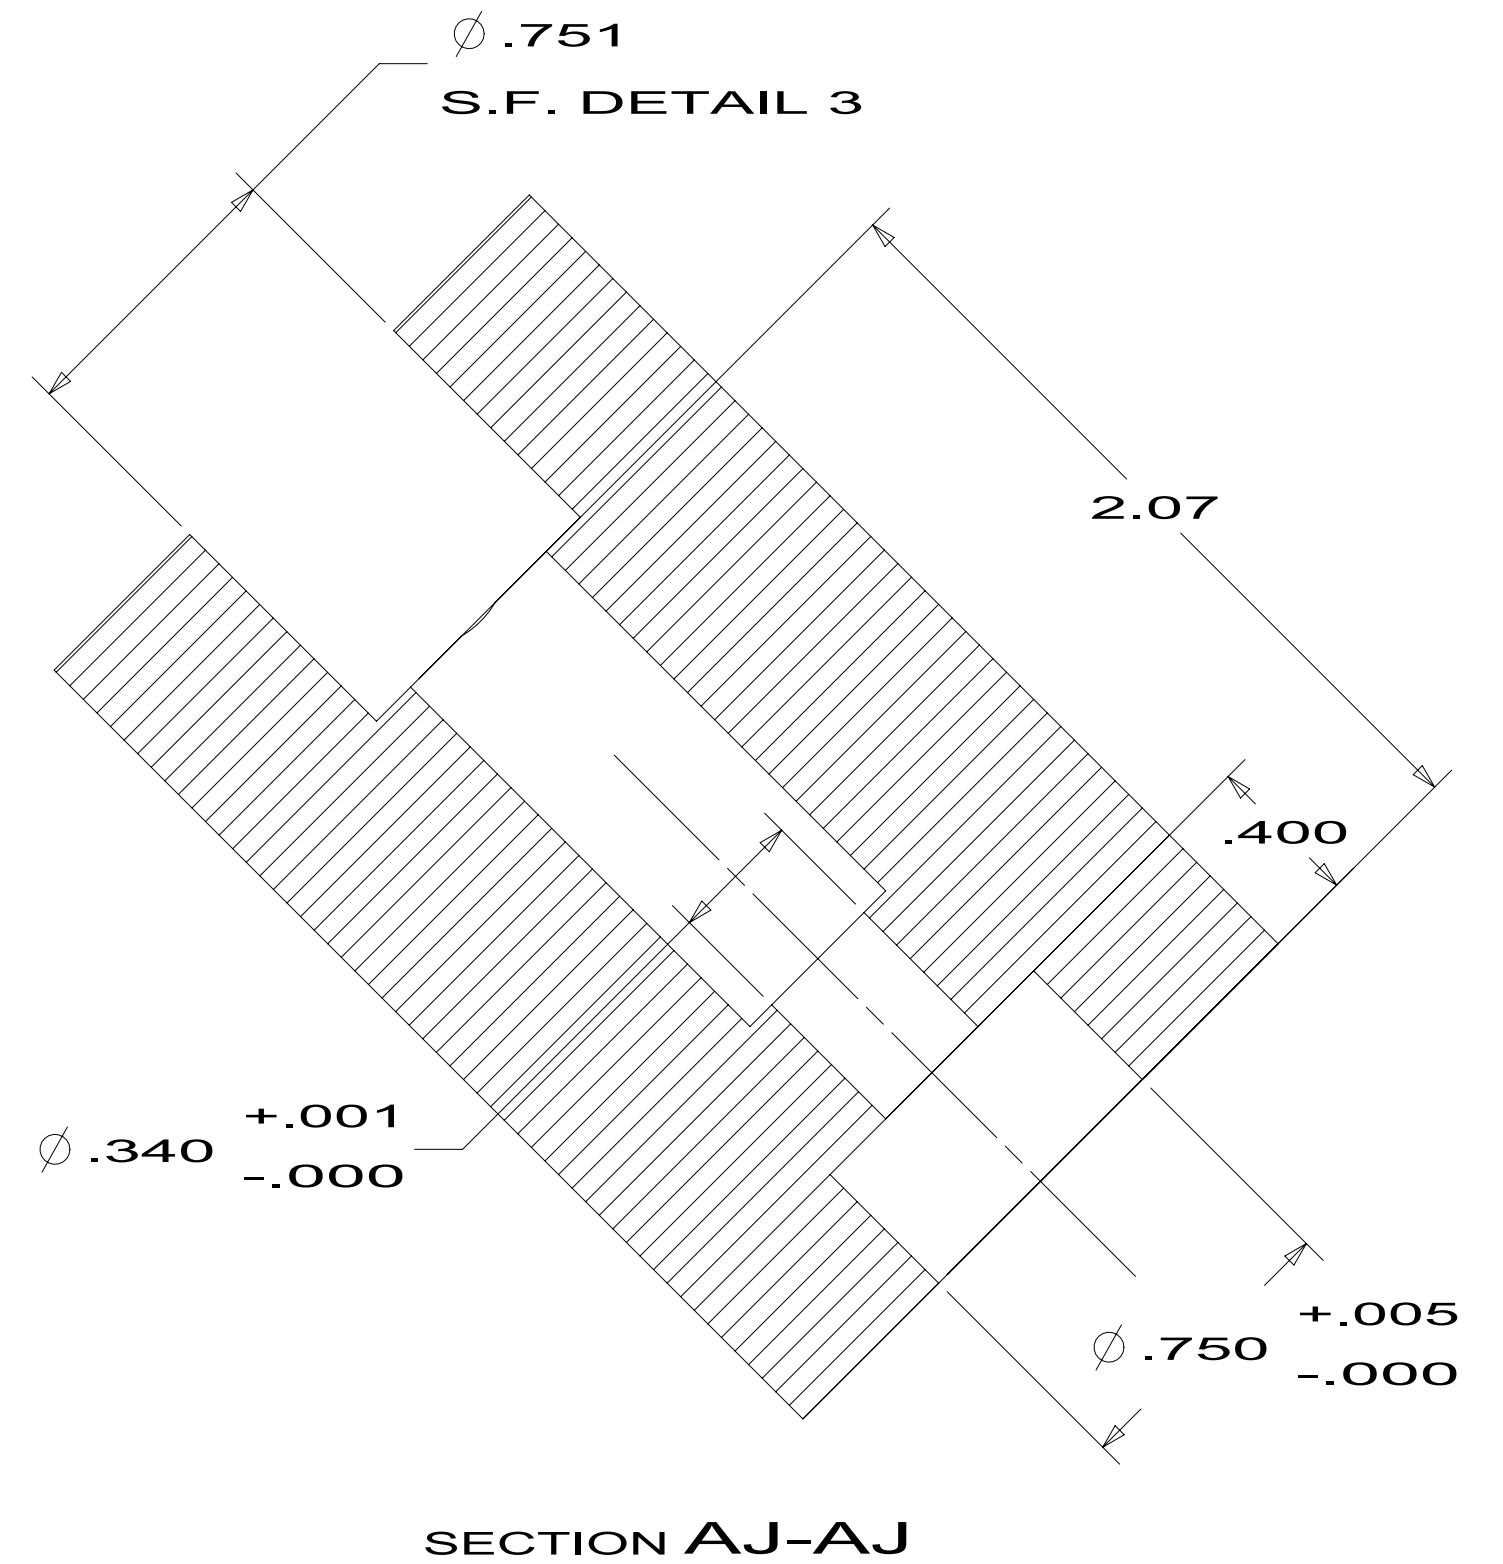 Ø .751
S.F. DETAIL 3
2.07
.400
Ø .340 +.001
-.000
Ø .750 +.005
-.000
SECTION AJ-AJ